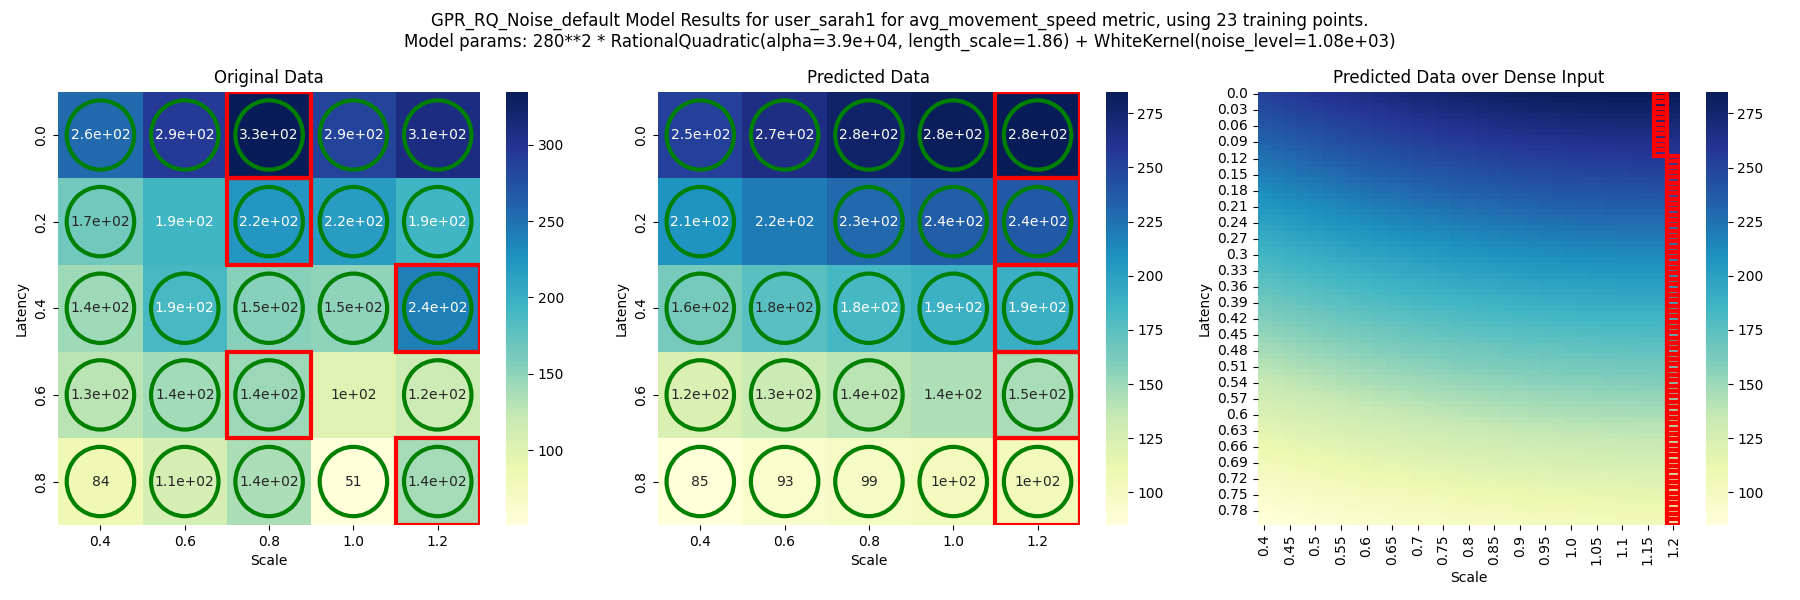 GPR_RQ_Noise_default Model Results for user_sarah1 for avg_movement_speed metric, using 23 training points.
Model params: 280**2 * RationalQuadratic(alpha=3.9e+04, length_scale=1.86) + WhiteKernel(noise_level=1.08e+03)
Original Data
0.0 2.6e+02 2.9e+02 3.3e+02 2.9e+02 3.1e+02
0.2 1.7e+02 1.9e+02 2.2e+02 2.2e+02 1.9e+02
0.4 1.4e+02 1.9e+02 1.5e+02 1.5e+02 2.4e+02
0.6 1.3e+02 1.4e+02 1.4e+02 1e+02 1.2e+02
0.8 84 1.1e+02 1.4e+02 51 1.4e+02
Latency
0.4 0.6 0.8 1.0 1.2
Scale
300
250
200
150
100
Predicted Data
0.0 2.5e+02 2.7e+02 2.8e+02 2.8e+02 2.8e+02
0.2 2.1e+02 2.2e+02 2.3e+02 2.4e+02 2.4e+02
0.4 1.6e+02 1.8e+02 1.8e+02 1.9e+02 1.9e+02
0.6 1.2e+02 1.3e+02 1.4e+02 1.4e+02 1.5e+02
0.8 85 93 99 1e+02 1e+02
Latency
0.4 0.6 0.8 1.0 1.2
Scale
275
250
225
200
175
150
125
100
Predicted Data over Dense Input
0.0
0.03
0.06
0.09
0.12
0.15
0.18
0.21
0.24
0.27
0.3
0.33
0.36
0.39
0.42
0.45
0.48
0.51
0.54
0.57
0.6
0.63
0.66
0.69
0.72
0.75
0.78
Latency
0.4 0.45 0.5 0.55 0.6 0.65 0.7 0.75 0.8 0.85 0.9 0.95 1.0 1.05 1.1 1.15 1.2
Scale
275
250
225
200
175
150
125
100